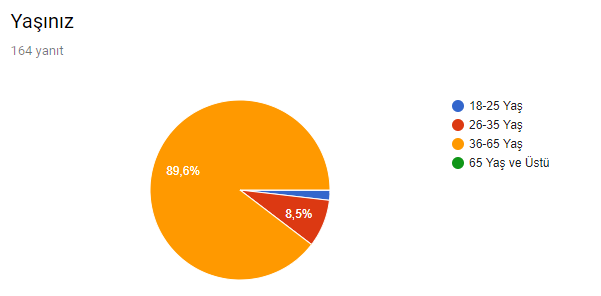 Yaşınız
164 yanıt
18-25 Yaş
26-35 Yaş
36-65 Yaş
65 Yaş ve Üstü
89,6%
8,5%